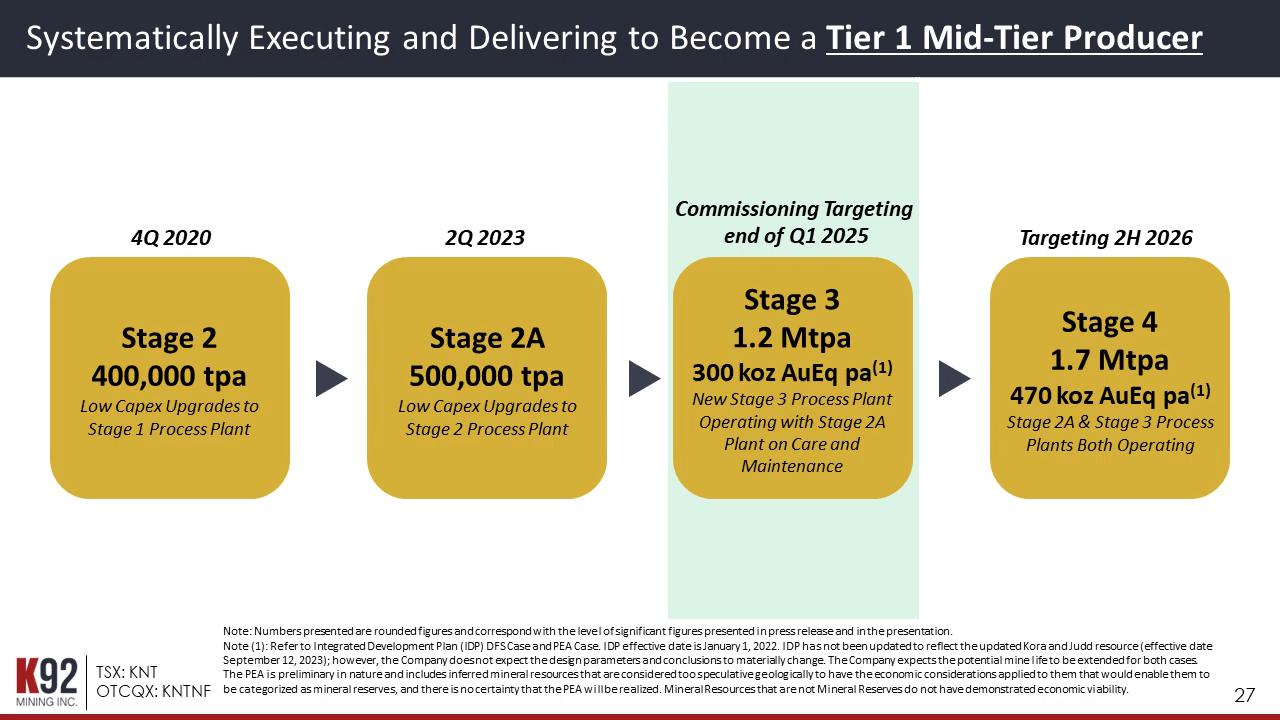 Systematically Executing and Delivering to Become a Tier 1 Mid-Tier Producer
4Q 2020
Stage 2
400,000 tpa
Low Capex Upgrades to
Stage 1 Process Plant
2Q 2023
Stage 2A
500,000 tpa
Low Capex Upgrades to
Stage 2 Process Plant
Commissioning Targeting
end of Q1 2025
Stage 3
1.2 Mtpa
300 koz AuEq pa(1)
New Stage 3 Process Plant
Operating with Stage 2A
Plant on Care and
Maintenance
Targeting 2H 2026
Stage 4
1.7 Mtpa
470 koz AuEq pa(1)
Stage 2A & Stage 3 Process
Plants Both Operating
Note: Numbers presented are rounded figures and correspond with the level of significant figures presented in press release and in the presentation.
Note (1): Refer to Integrated Development Plan (IDP) DFS Case and PEA Case. IDP effective date is January 1, 2022. IDP has not been updated to reflect the updated Kora and Judd resource (effective date
September 12, 2023); however, the Company does not expect the design parameters and conclusions to materially change. The Company expects the potential mine life to be extended for both cases.
The PEA is preliminary in nature and includes inferred mineral resources that are considered too speculative geologically to have the economic considerations applied to them that would enable them to
be categorized as mineral reserves, and there is no certainty that the PEA will be realized. Mineral Resources that are not Mineral Reserves do not have demonstrated economic viability.
K92
MINING INC.
TSX: KNT
OTCQX: KNTNF
27